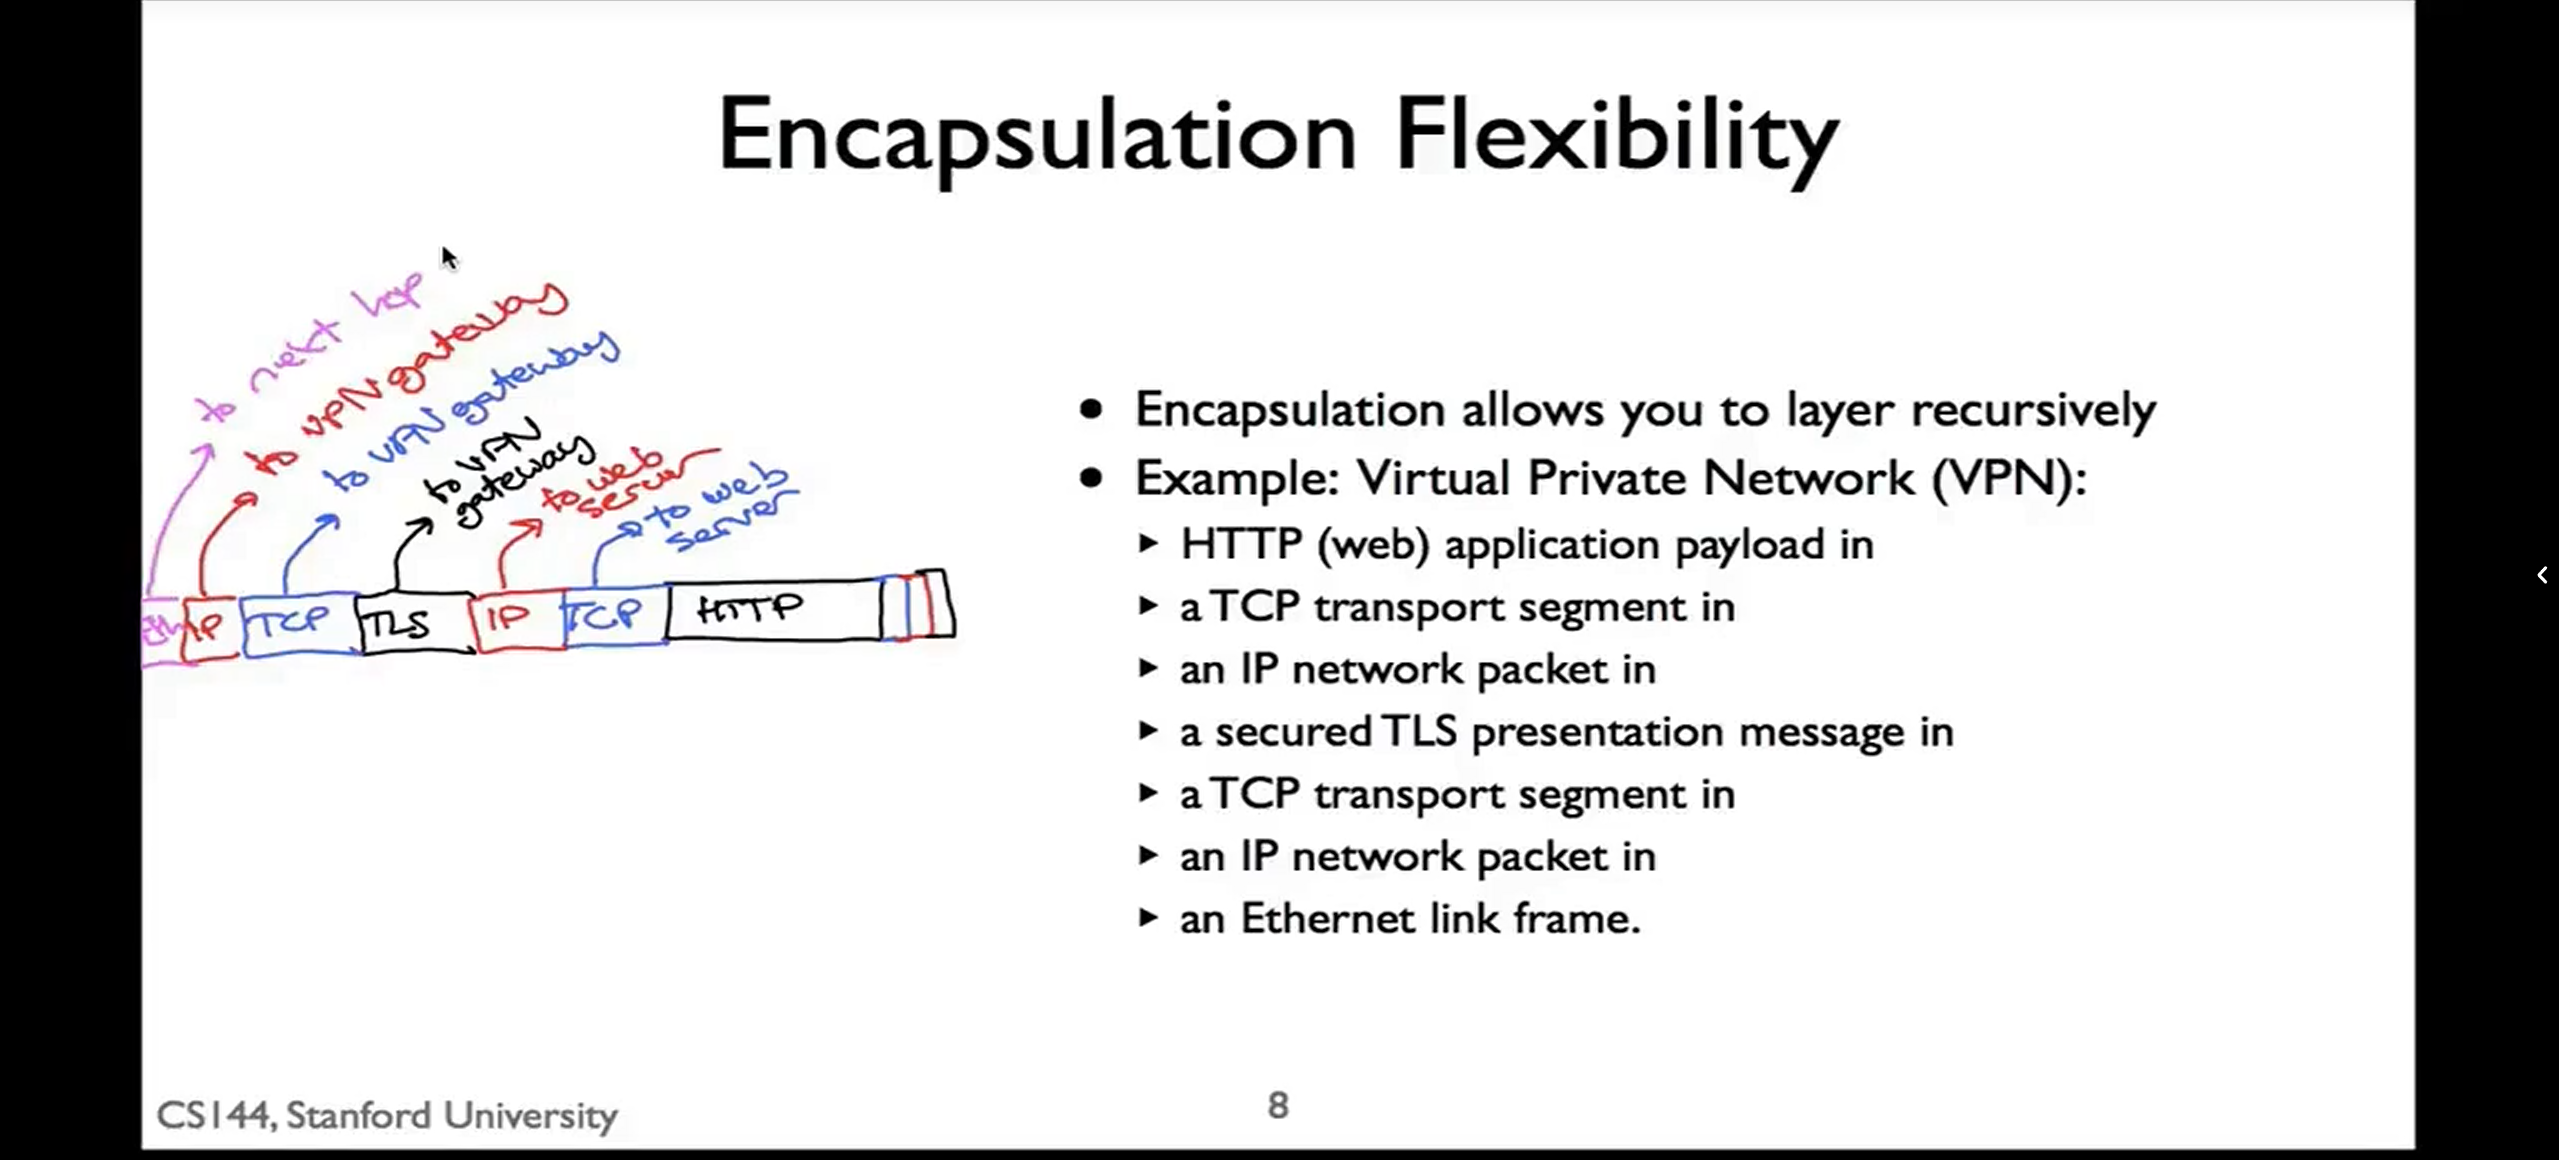 Encapsulation Flexibility
to next hop
to VPN gateway
to VPN gateway
to VPN
gateway
to web
server
to web
server
Eth IP TCP TLS IP TCP HTTP
• Encapsulation allows you to layer recursively
• Example: Virtual Private Network (VPN):
▸ HTTP (web) application payload in
▸ a TCP transport segment in
▸ an IP network packet in
▸ a secured TLS presentation message in
▸ a TCP transport segment in
▸ an IP network packet in
▸ an Ethernet link frame.
CS144, Stanford University
8